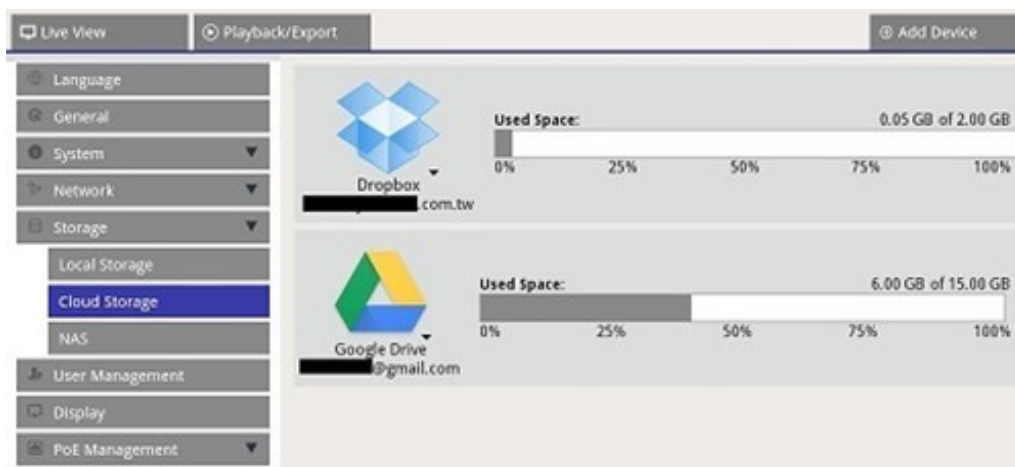 Live View
Playback/Export
Add Device
Language
General
System
Network
Storage
Local Storage
Cloud Storage
NAS
User Management
Display
PoE Management
Used Space: 0.05 GB of 2.00 GB
0% 25% 50% 75% 100%
Dropbox
.com.tw
Used Space: 6.00 GB of 15.00 GB
0% 25% 50% 75% 100%
Google Drive
@gmail.com